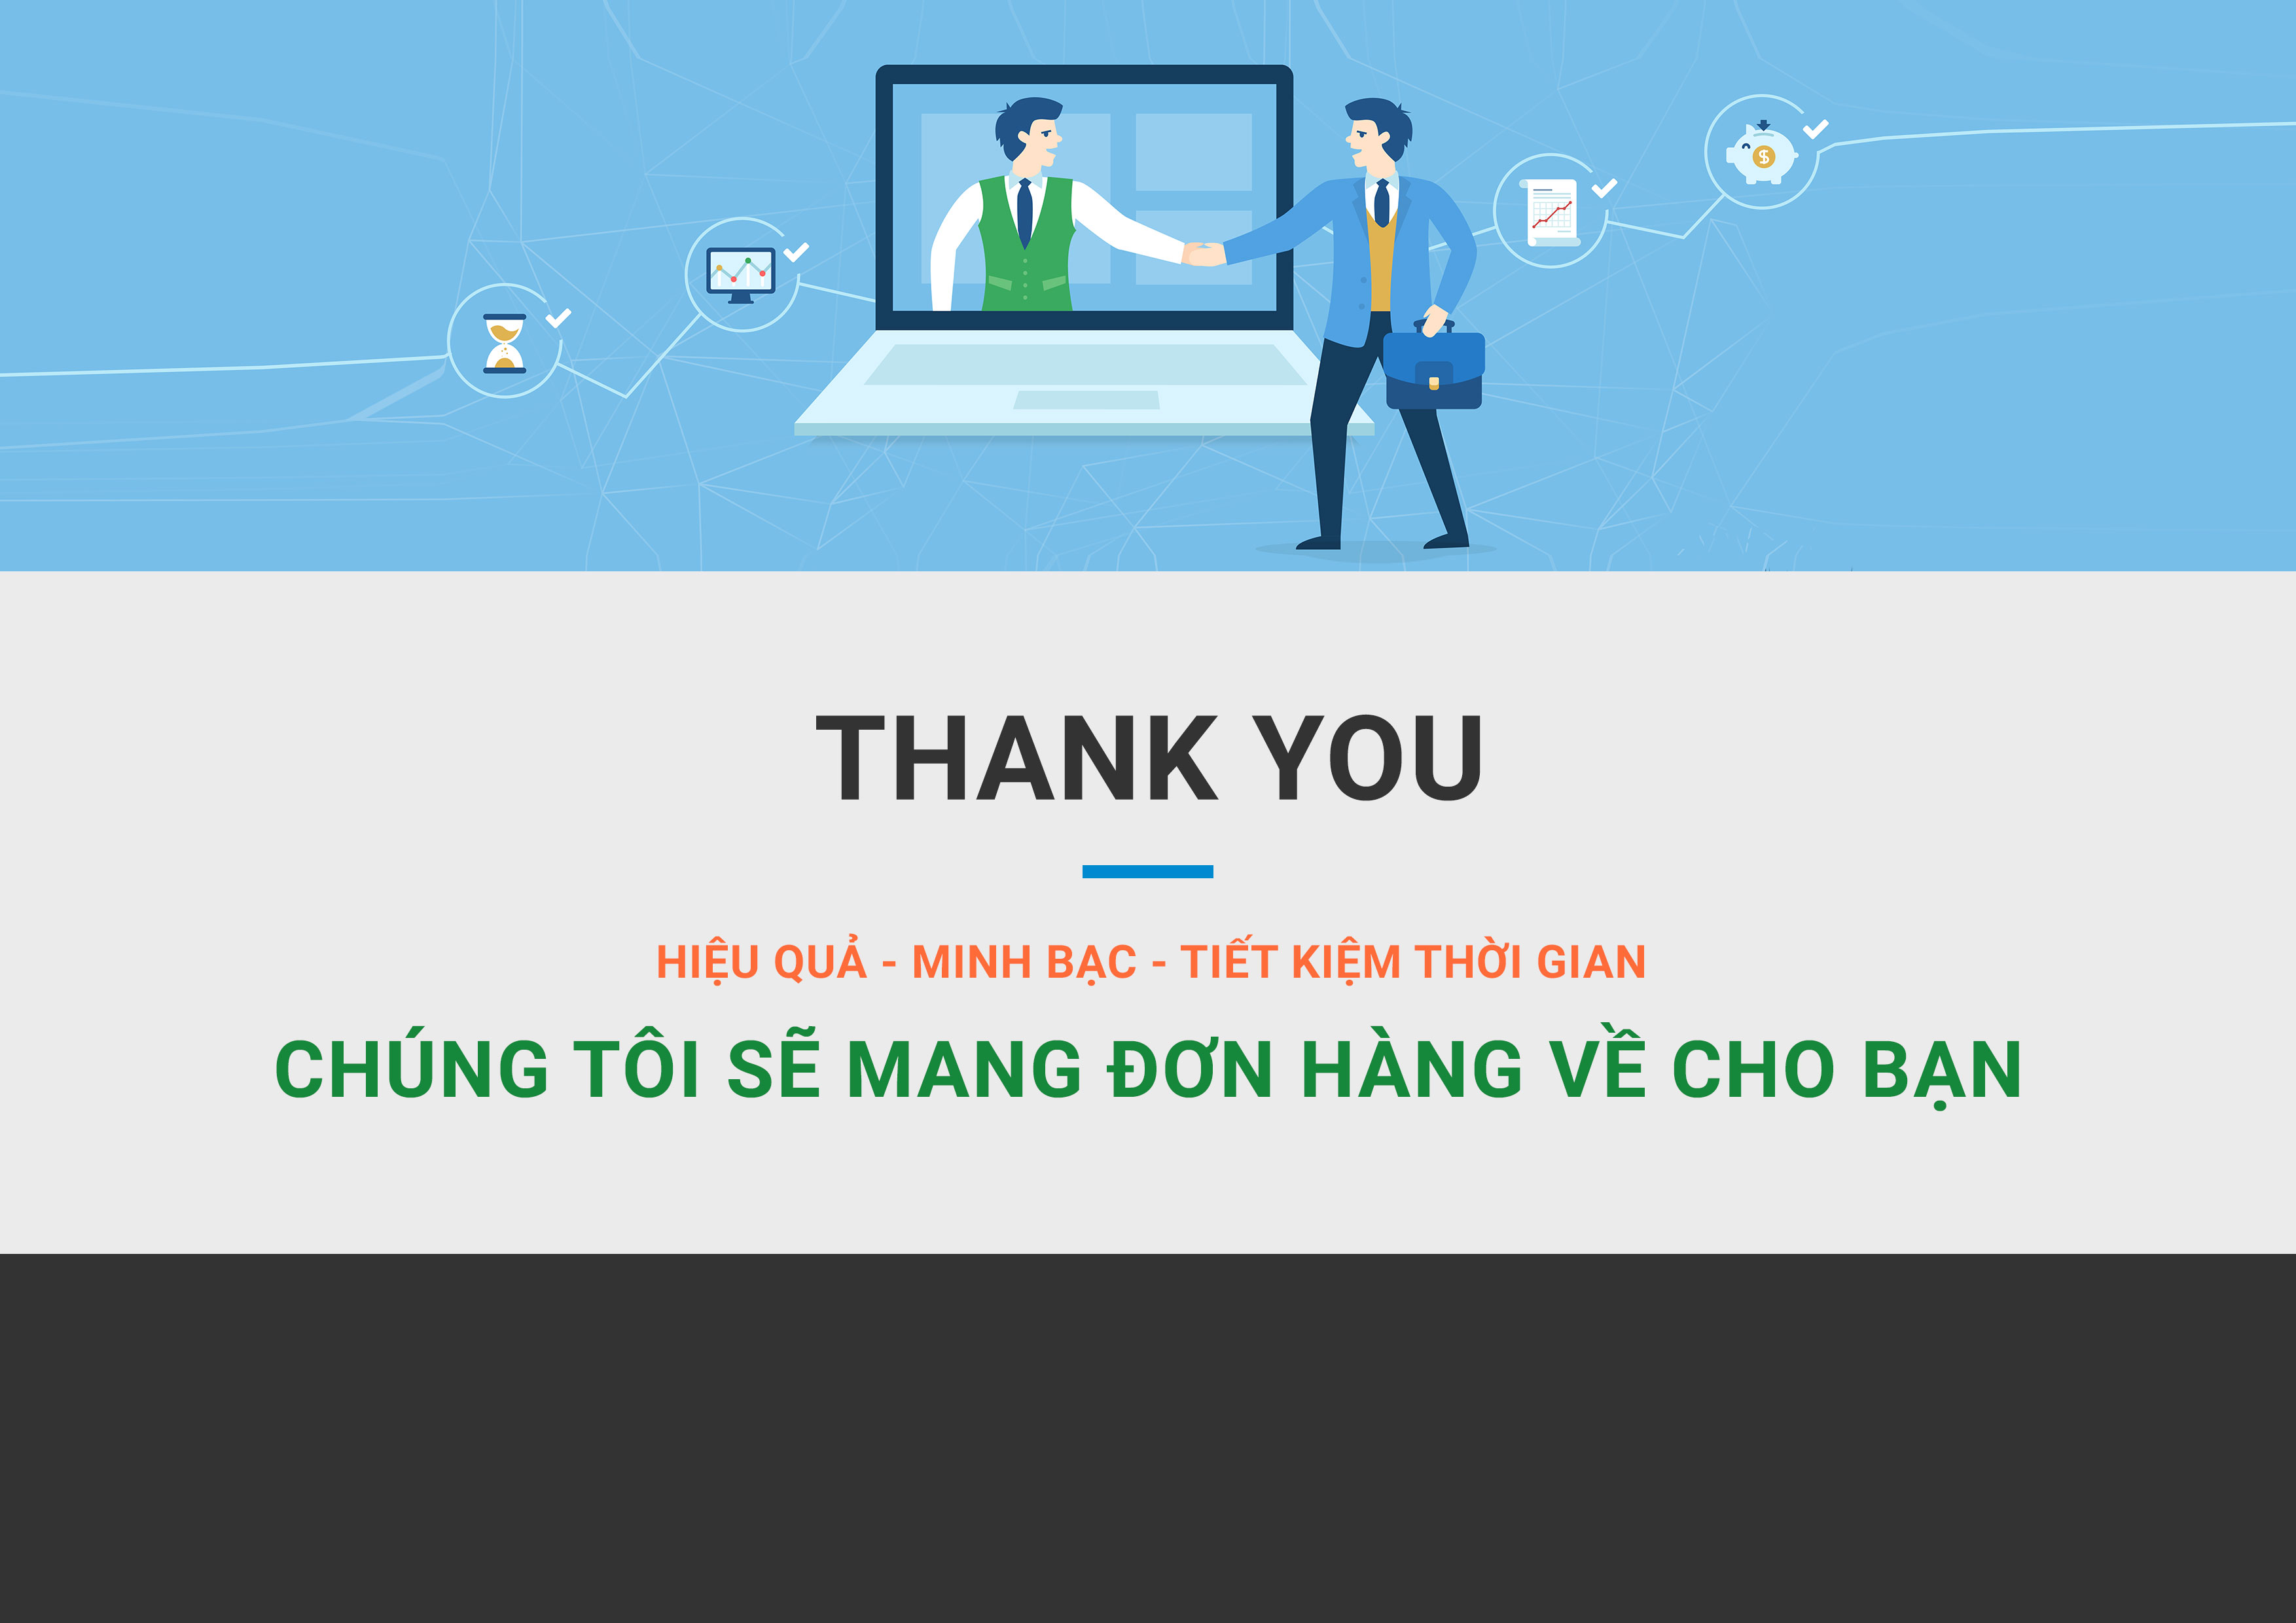 THANK YOU
HIỆU QUẢ - MINH BẠC - TIẾT KIỆM THỜI GIAN
CHÚNG TÔI SẼ MANG ĐƠN HÀNG VỀ CHO BẠN